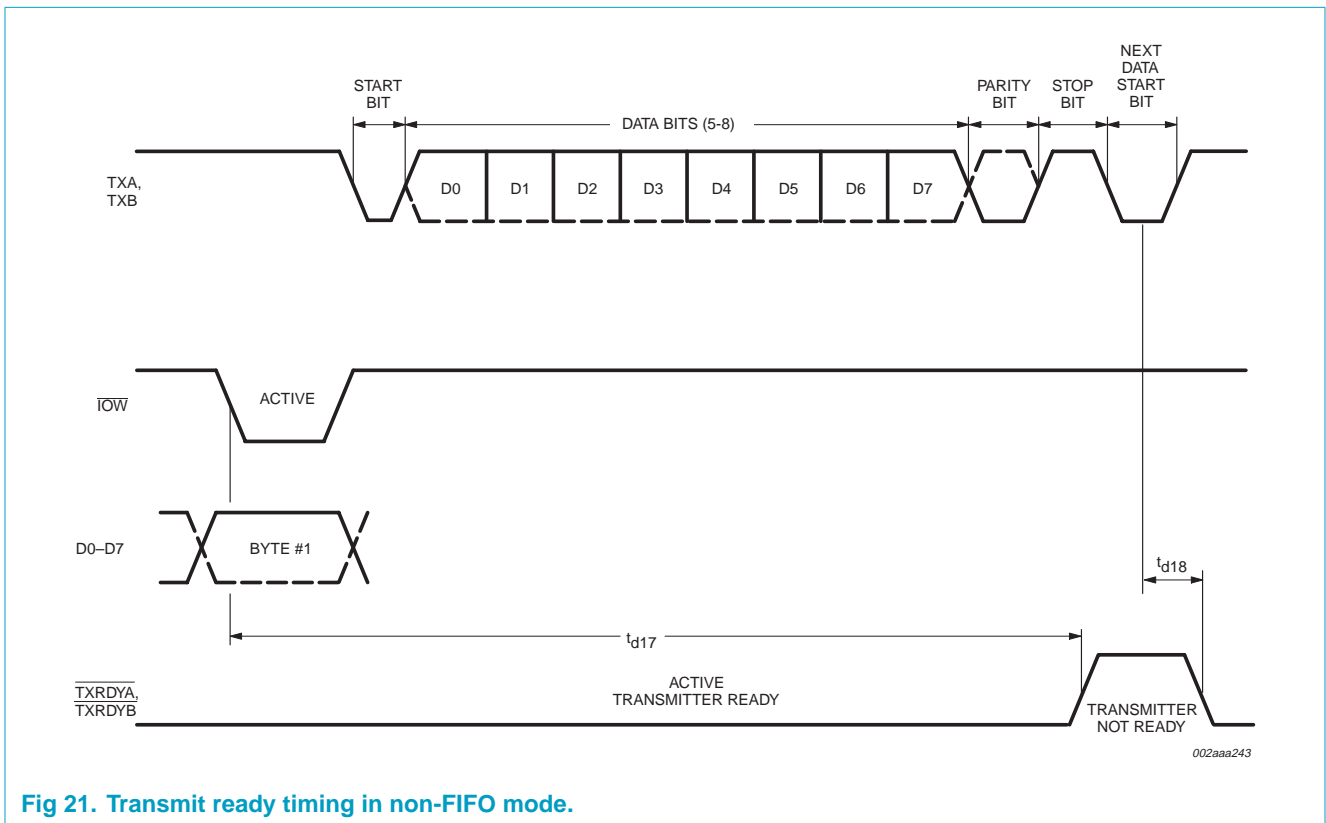 START
BIT
DATA BITS (5-8)
PARITY
BIT
STOP
BIT
NEXT
DATA
START
BIT
TXA,
TXB
D0
D1
D2
D3
D4
D5
D6
D7
IOW
ACTIVE
D0–D7
BYTE #1
td18
td17
TXRDYA,
TXRDYB
ACTIVE
TRANSMITTER READY
TRANSMITTER
NOT READY
002aaa243
Fig 21. Transmit ready timing in non-FIFO mode.